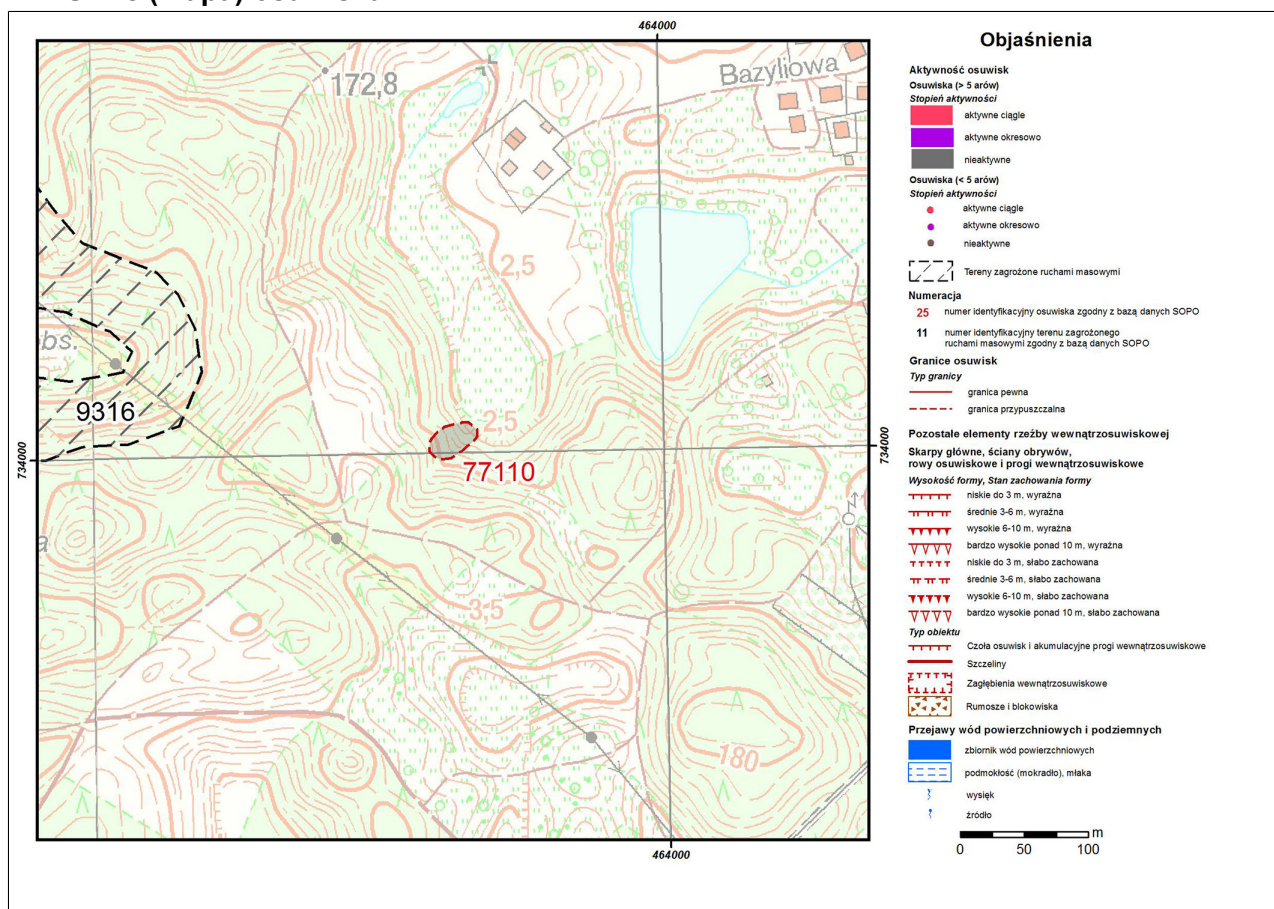 464000
172,8
Bazyliowa
2,5
bs.
9316
2,5
77110
734000
734000
a
3,5
180
464000
Objaśnienia
Aktywność osuwisk
Osuwiska (> 5 arów)
Stopień aktywności
aktywne ciągle
aktywne okresowo
nieaktywne
Osuwiska (< 5 arów)
Stopień aktywności
aktywne ciągle
aktywne okresowo
nieaktywne
Tereny zagrożone ruchami masowymi
Numeracja
25 numer identyfikacyjny osuwiska zgodny z bazą danych SOPO
11 numer identyfikacyjny terenu zagrożonego
ruchami masowymi zgodny z bazą danych SOPO
Granice osuwisk
Typ granicy
granica pewna
granica przypuszczalna
Pozostałe elementy rzeźby wewnątrzosuwiskowej
Skarpy główne, ściany obrywów,
rowy osuwiskowe i progi wewnątrzosuwiskowe
Wysokość formy, Stan zachowania formy
niskie do 3 m, wyraźna
średnie 3-6 m, wyraźna
wysokie 6-10 m, wyraźna
bardzo wysokie ponad 10 m, wyraźna
niskie do 3 m, słabo zachowana
średnie 3-6 m, słabo zachowana
wysokie 6-10 m, słabo zachowana
bardzo wysokie ponad 10 m, słabo zachowana
Typ obiektu
Czoła osuwisk i akumulacyjne progi wewnątrzosuwiskowe
Szczeliny
Zagłębienia wewnątrzosuwiskowe
Rumosze i blokowiska
Przejawy wód powierzchniowych i podziemnych
zbiornik wód powierzchniowych
podmokłość (mokradło), młaka
wysięk
źródło
m
0 50 100